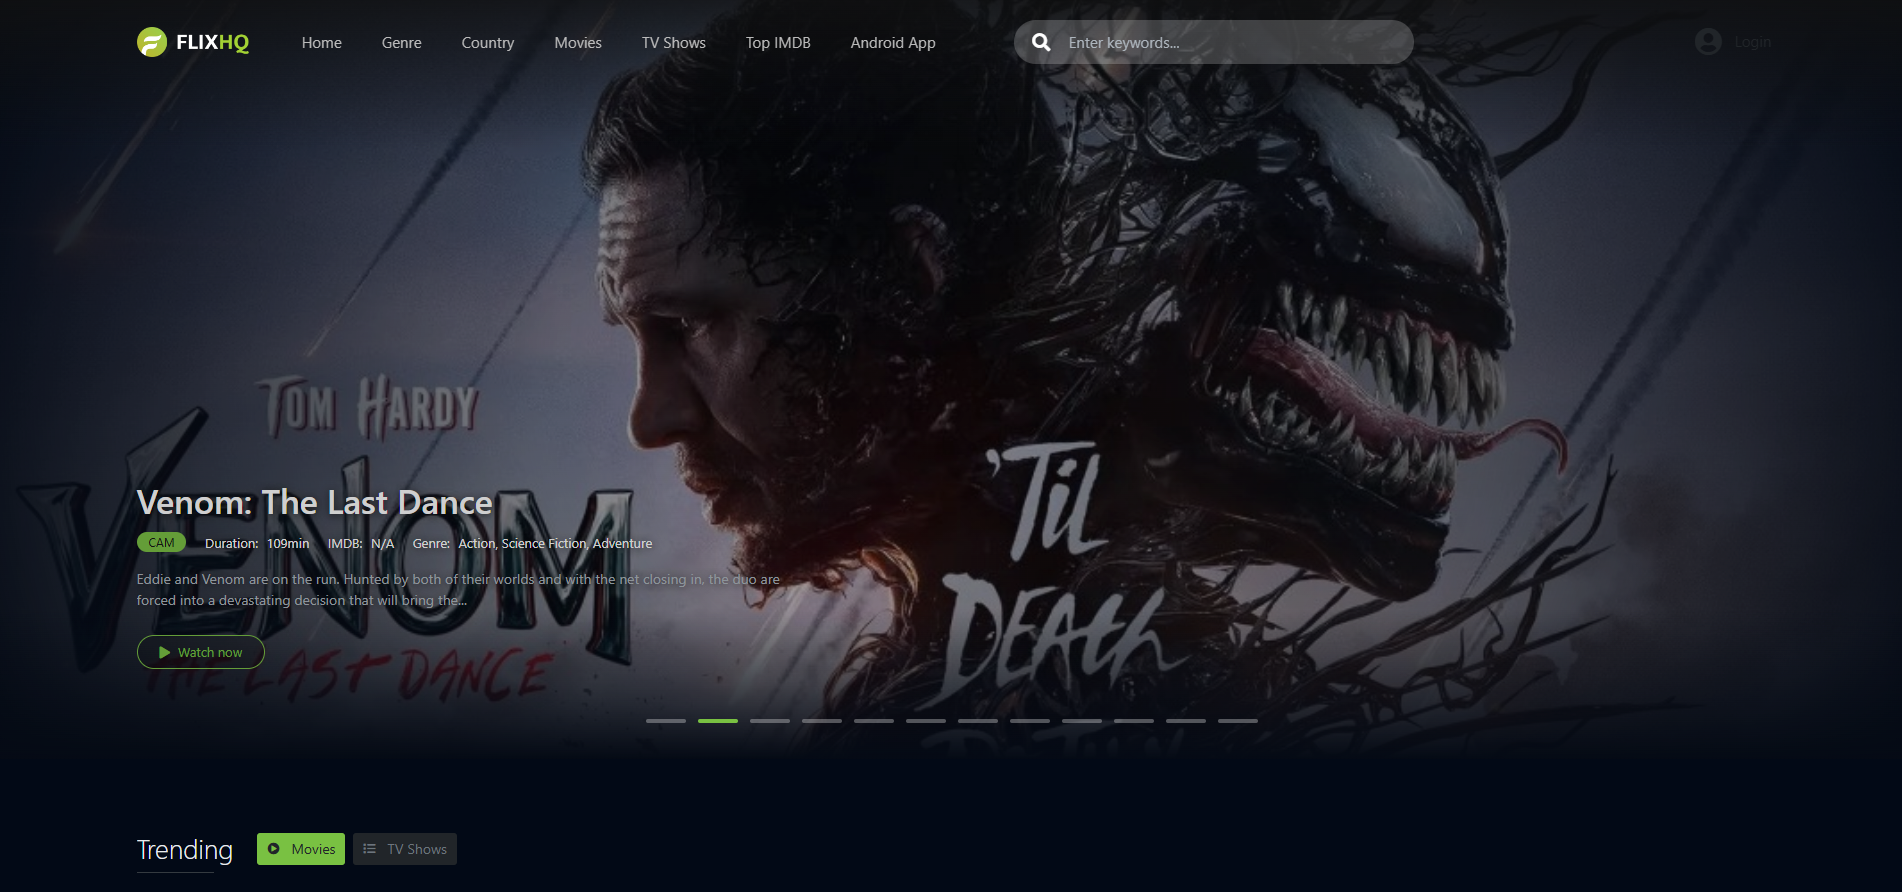 FLIXHQ
Home Genre Country Movies TV Shows Top IMDB Android App
Enter keywords...
Login
TOM HARDY
VENOM
THE LAST DANCE
'TIL
DEATH
Venom: The Last Dance
CAM Duration: 109min IMDB: N/A Genre: Action, Science Fiction, Adventure
Eddie and Venom are on the run. Hunted by both of their worlds and with the net closing in, the duo are
forced into a devastating decision that will bring the...
Watch now
Trending Movies TV Shows